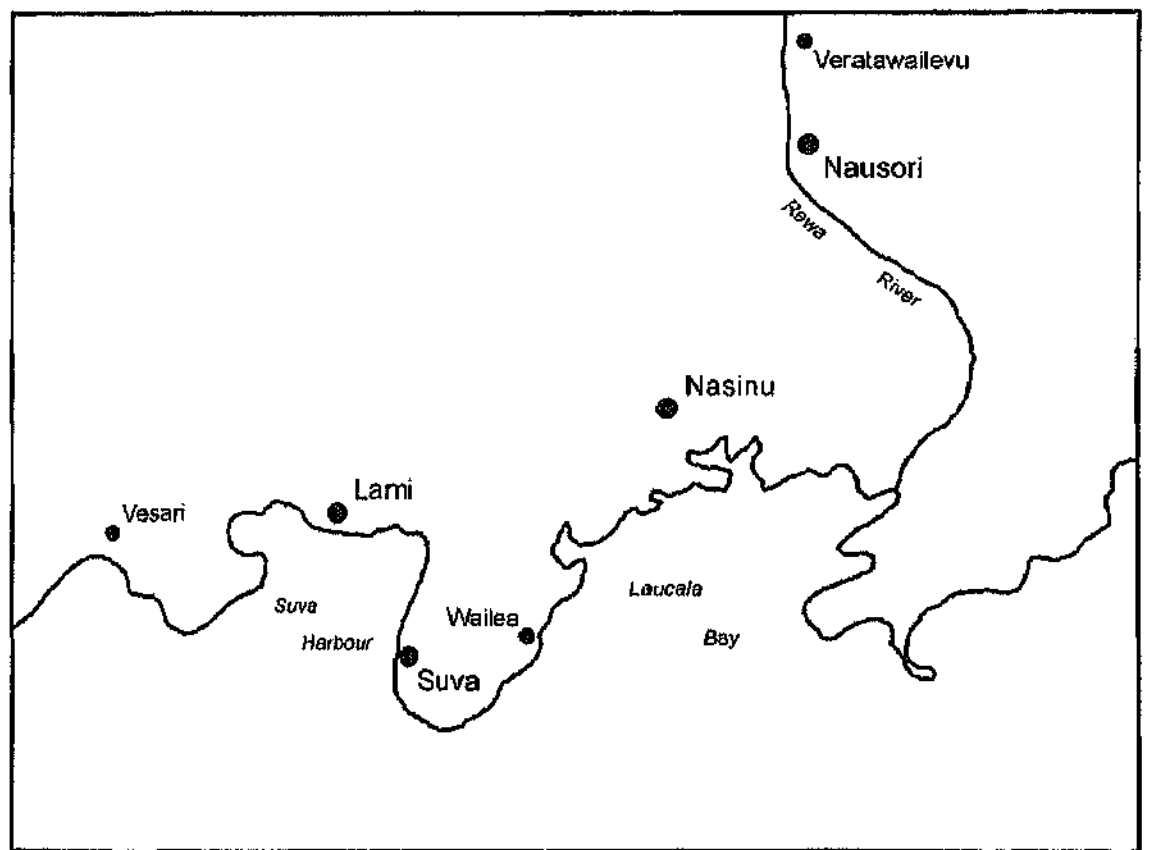 Veratawailevu
Nausori
Rewa
River
Nasinu
Lami
Vesari
Suva
Harbour
Wailea
Laucala
Bay
Suva